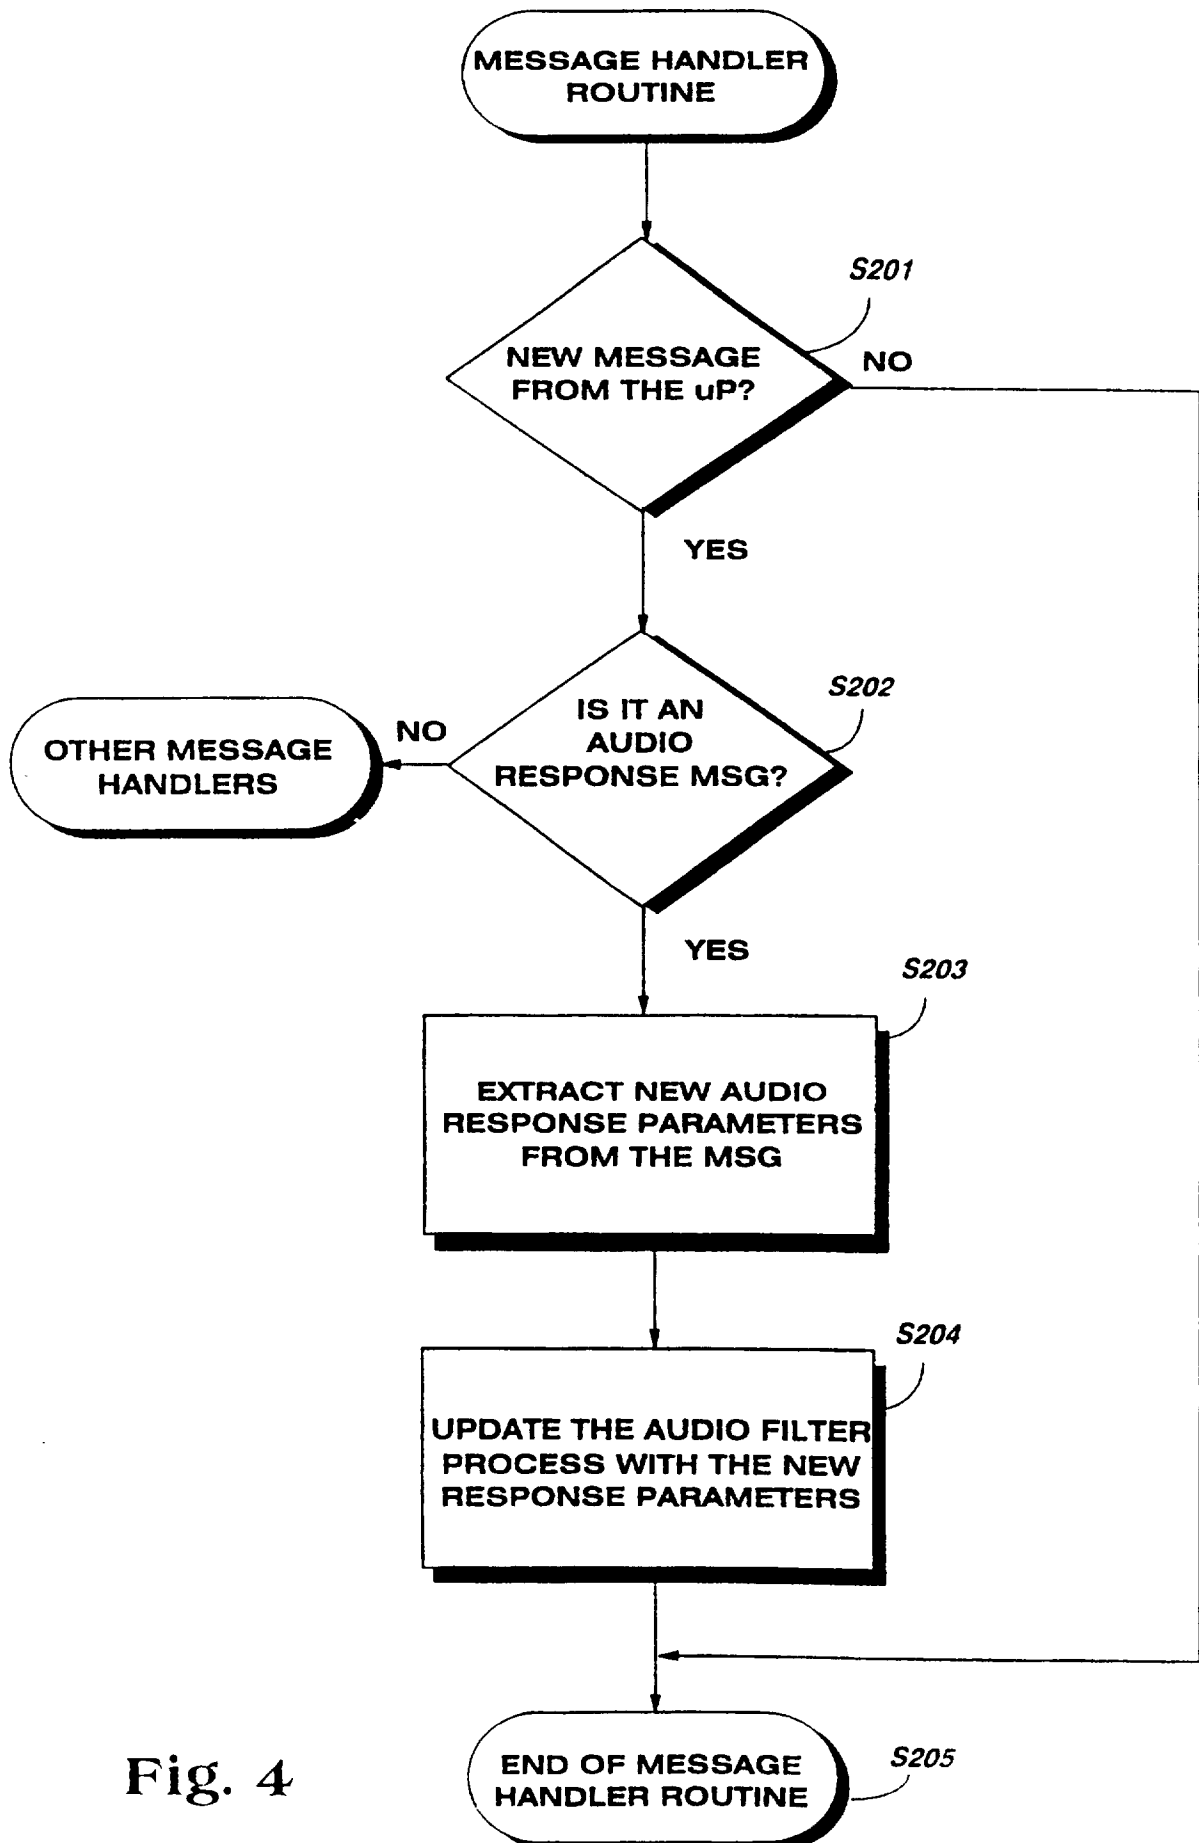 MESSAGE HANDLER
ROUTINE
S201
NEW MESSAGE
FROM THE uP?
NO
YES
S202
IS IT AN
AUDIO
RESPONSE MSG?
NO
OTHER MESSAGE
HANDLERS
YES
S203
EXTRACT NEW AUDIO
RESPONSE PARAMETERS
FROM THE MSG
S204
UPDATE THE AUDIO FILTER
PROCESS WITH THE NEW
RESPONSE PARAMETERS
END OF MESSAGE
HANDLER ROUTINE
S205
Fig. 4